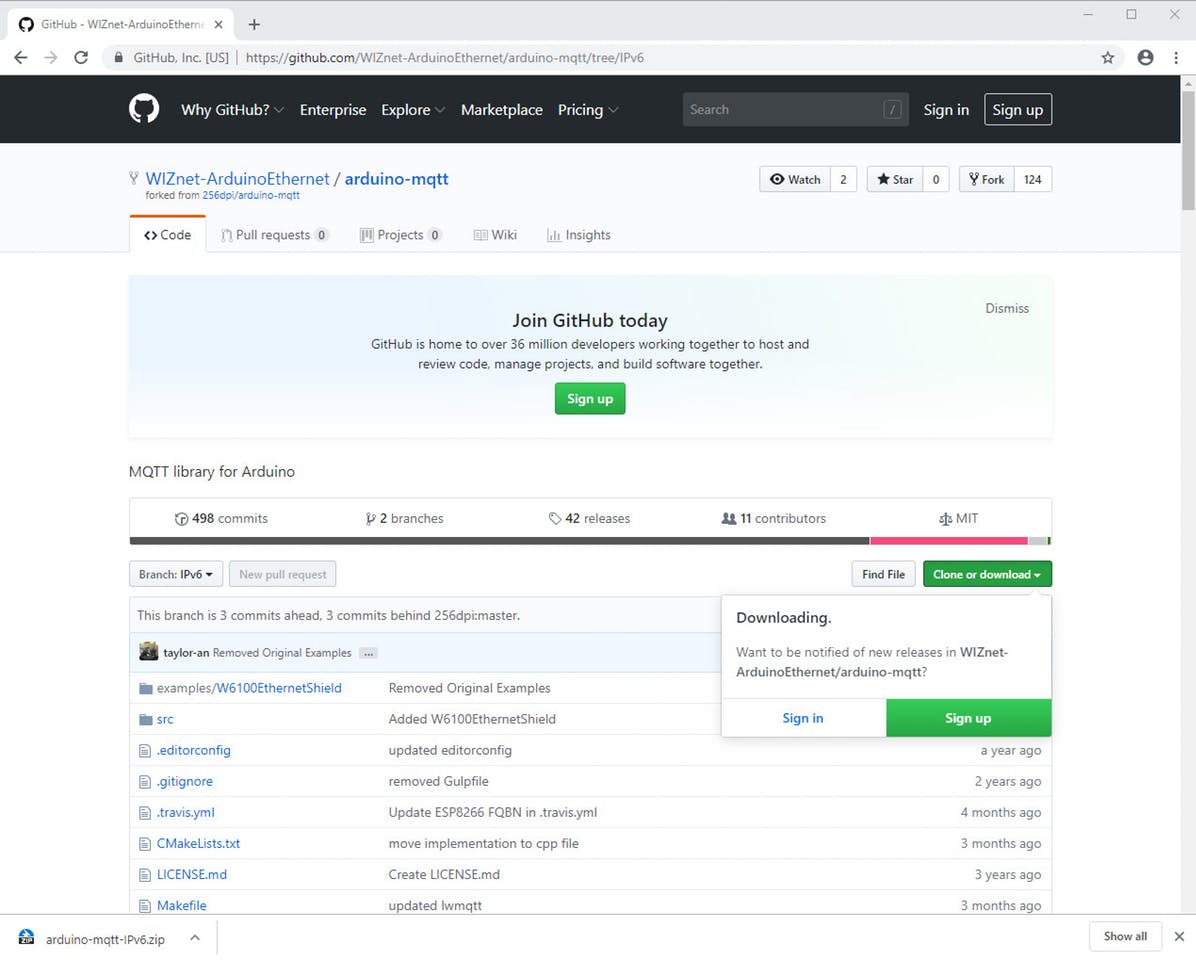 GitHub - WIZnet-ArduinoEtherne
GitHub, Inc. [US] https://github.com/WIZnet-ArduinoEthernet/arduino-mqtt/tree/IPv6
Why GitHub? Enterprise Explore Marketplace Pricing Search / Sign in Sign up
WIZnet-ArduinoEthernet / arduino-mqtt Watch 2 Star 0 Fork 124
forked from 256dpi/arduino-mqtt
<> Code Pull requests 0 Projects 0 Wiki Insights
Dismiss
Join GitHub today
GitHub is home to over 36 million developers working together to host and
review code, manage projects, and build software together.
Sign up
MQTT library for Arduino
498 commits 2 branches 42 releases 11 contributors MIT
Branch: IPv6 New pull request Find File Clone or download
This branch is 3 commits ahead, 3 commits behind 256dpi:master.
taylor-an Removed Original Examples ...
Downloading.
Want to be notified of new releases in WIZnet-
ArduinoEthernet/arduino-mqtt?
Sign in Sign up
examples/W6100EthernetShield Removed Original Examples
src Added W6100EthernetShield
.editorconfig updated editorconfig a year ago
.gitignore removed Gulpfile 2 years ago
.travis.yml Update ESP8266 FQBN in .travis.yml 4 months ago
CMakeLists.txt move implementation to cpp file 3 months ago
LICENSE.md Create LICENSE.md 3 years ago
Makefile updated lwmqtt 3 months ago
ZIP arduino-mqtt-IPv6.zip Show all